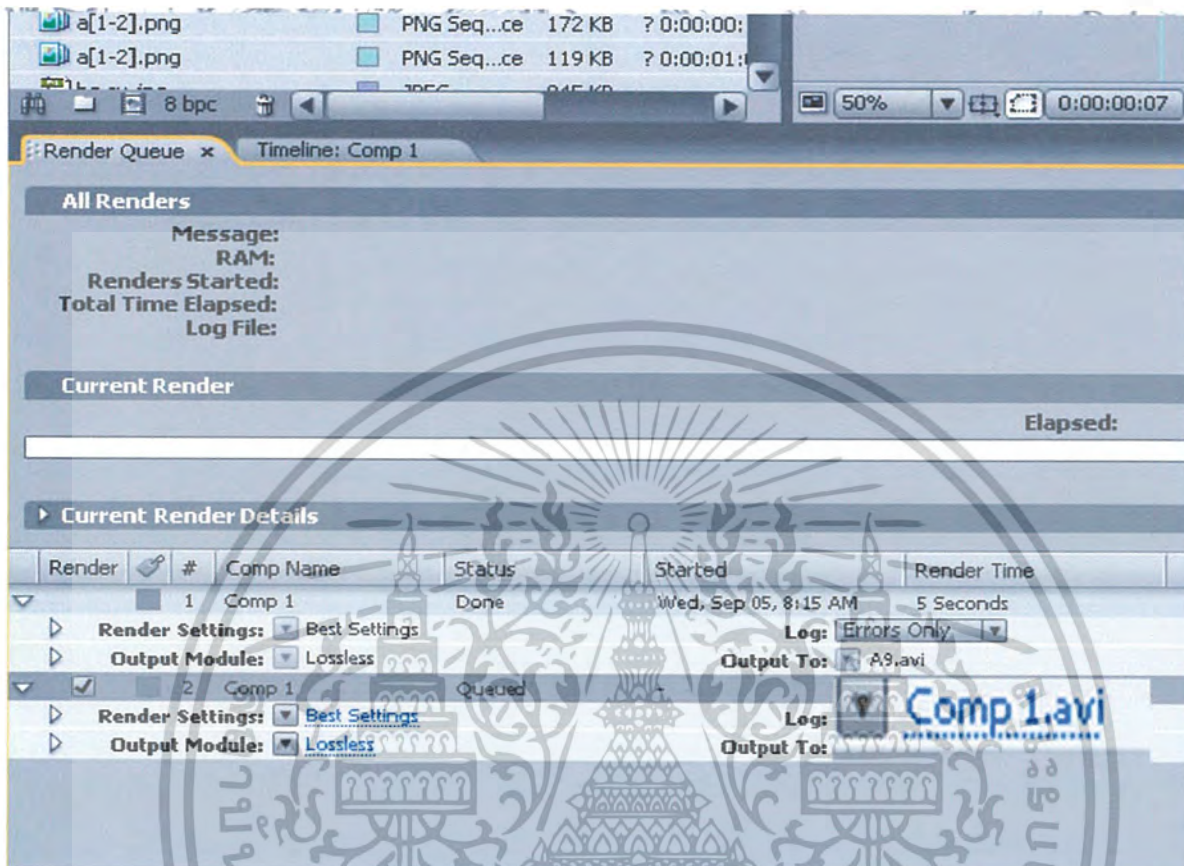 a[1-2].png PNG Seq...ce 172 KB ? 0:00:00:
a[1-2].png PNG Seq...ce 119 KB ? 0:00:01:
8 bpc 50% 0:00:00:07
Render Queue x Timeline: Comp 1
All Renders
Message:
RAM:
Renders Started:
Total Time Elapsed:
Log File:
Current Render
Elapsed:
Current Render Details
Render # Comp Name Status Started Render Time
1 Comp 1 Done Wed, Sep 05, 8:15 AM 5 Seconds
Render Settings: Best Settings Log: Errors Only
Output Module: Lossless Output To: A9.avi
2 Comp 1 Queued -
Render Settings: Best Settings Log: Comp 1.avi
Output Module: Lossless Output To: